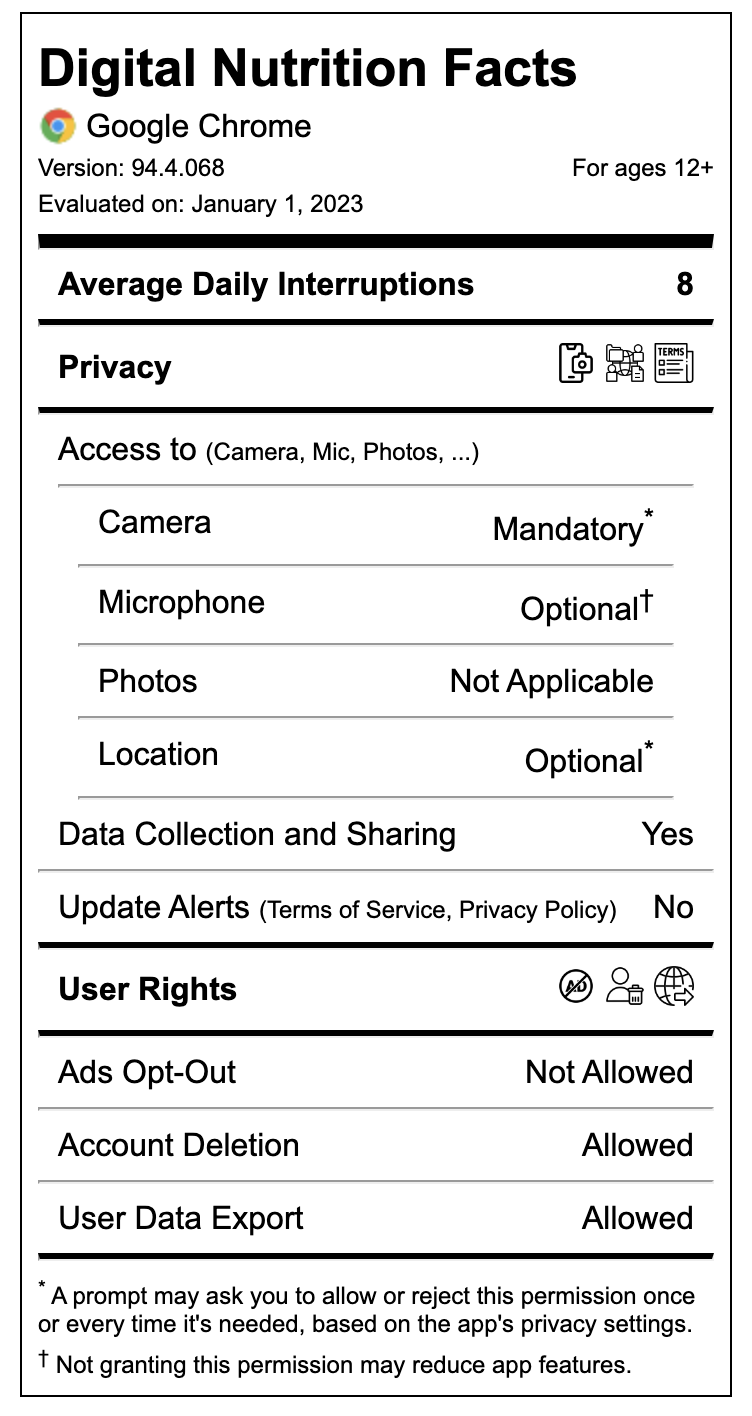 Digital Nutrition Facts
Google Chrome
Version: 94.4.068 For ages 12+
Evaluated on: January 1, 2023
Average Daily Interruptions 8
Privacy TERMS
Access to (Camera, Mic, Photos, ...)
Camera Mandatory*
Microphone Optional†
Photos Not Applicable
Location Optional*
Data Collection and Sharing Yes
Update Alerts (Terms of Service, Privacy Policy) No
User Rights AD
Ads Opt-Out Not Allowed
Account Deletion Allowed
User Data Export Allowed
* A prompt may ask you to allow or reject this permission once
or every time it's needed, based on the app's privacy settings.
† Not granting this permission may reduce app features.